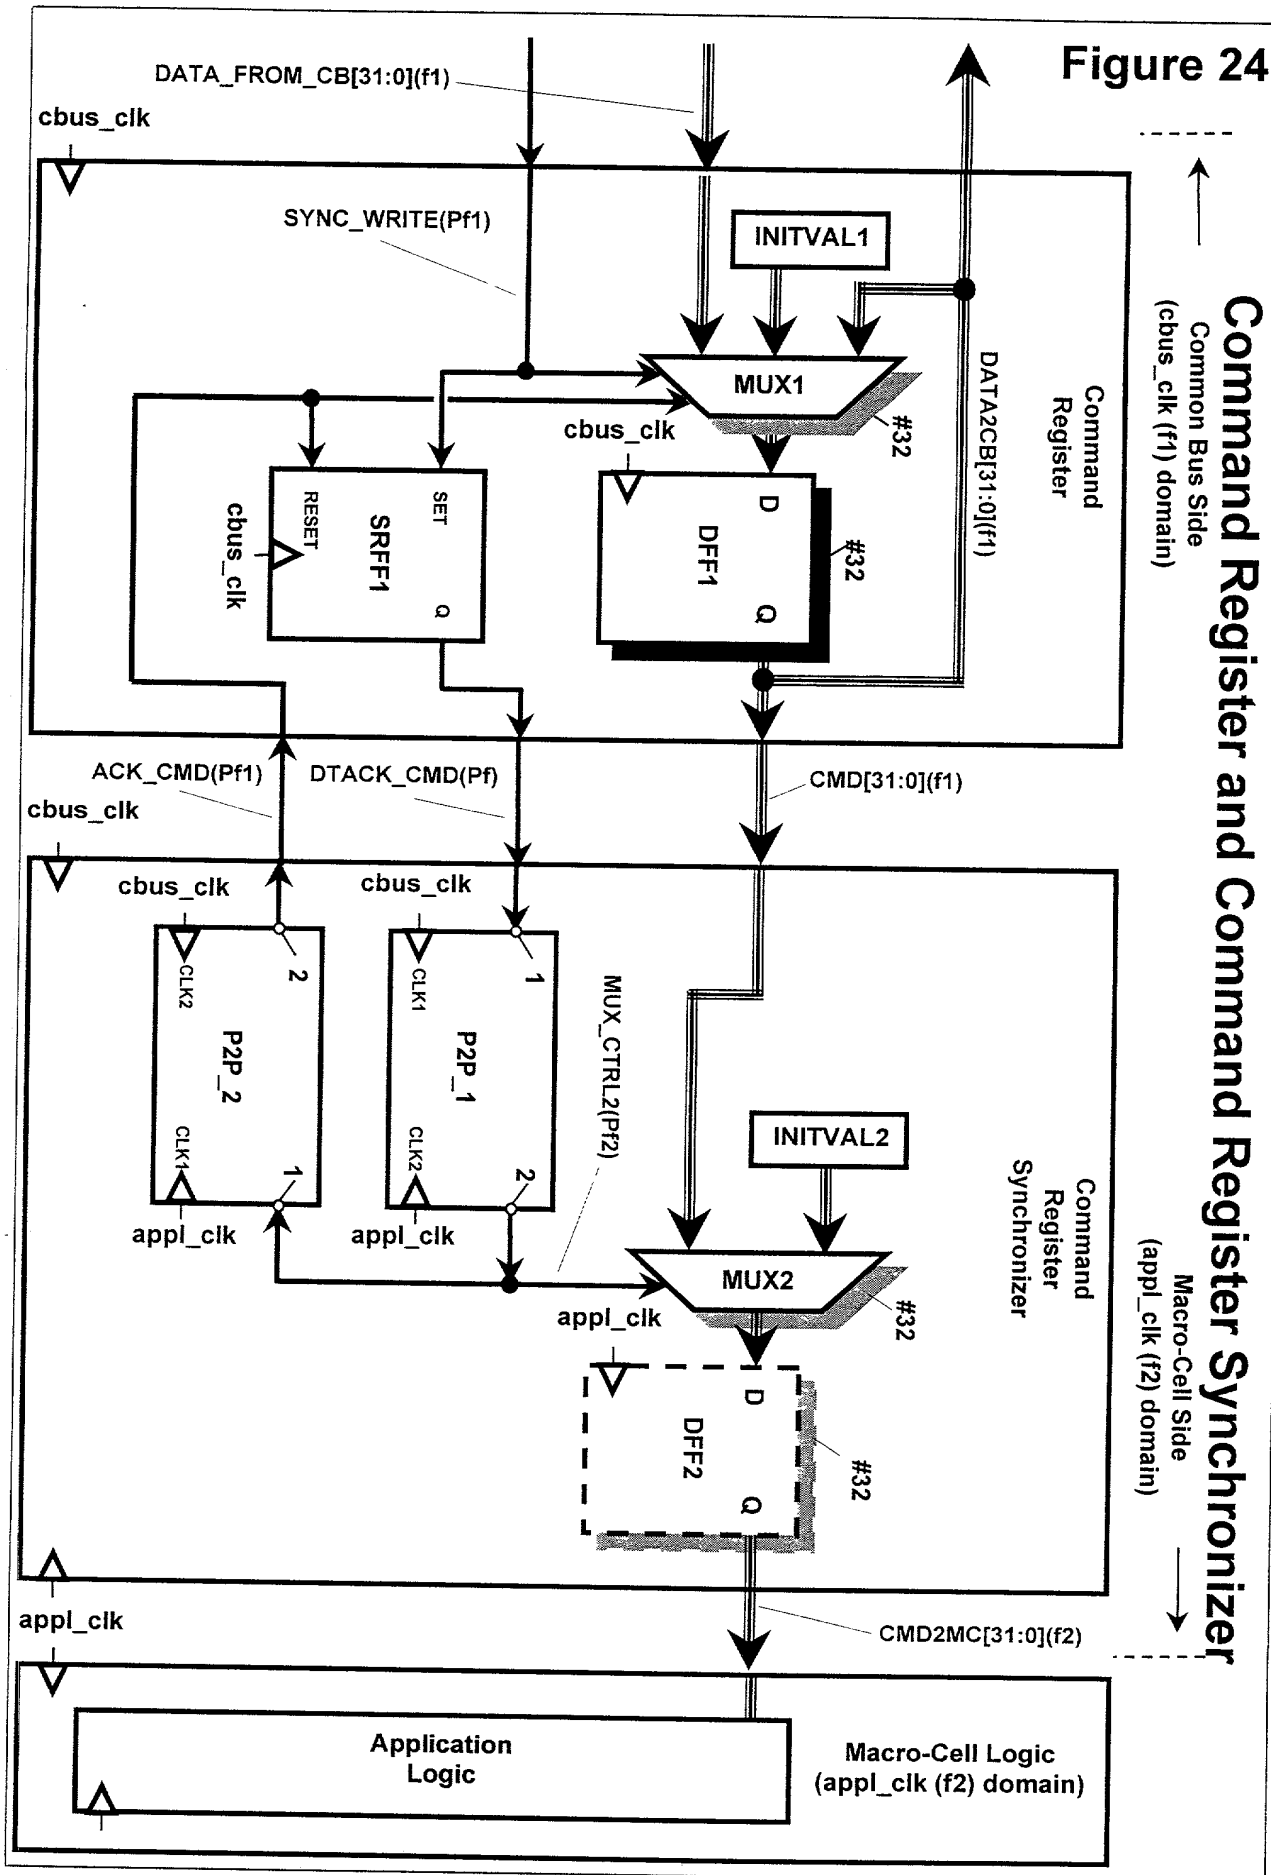 Figure 24
Command Register and Command Register Synchronizer
Common Bus Side
(cbus_clk (f1) domain)
Macro-Cell Side
(appl_clk (f2) domain)
DATA_FROM_CB[31:0](f1)
cbus_clk
SYNC_WRITE(Pf1)
INITVAL1
DATA2CB[31:0](f1)
Command
Register
MUX1
#32
cbus_clk
D
DFF1
Q
#32
SET
RESET
SRFF1
Q
cbus_clk
ACK_CMD(Pf1)
DTACK_CMD(Pf)
CMD[31:0](f1)
cbus_clk
cbus_clk
cbus_clk
2
CLK2
P2P_2
CLK1
1
1
CLK1
P2P_1
CLK2
2
MUX_CTRL2(Pf2)
appl_clk
appl_clk
INITVAL2
Command
Register
Synchronizer
MUX2
#32
appl_clk
D
DFF2
Q
#32
appl_clk
CMD2MC[31:0](f2)
Application
Logic
Macro-Cell Logic
(appl_clk (f2) domain)